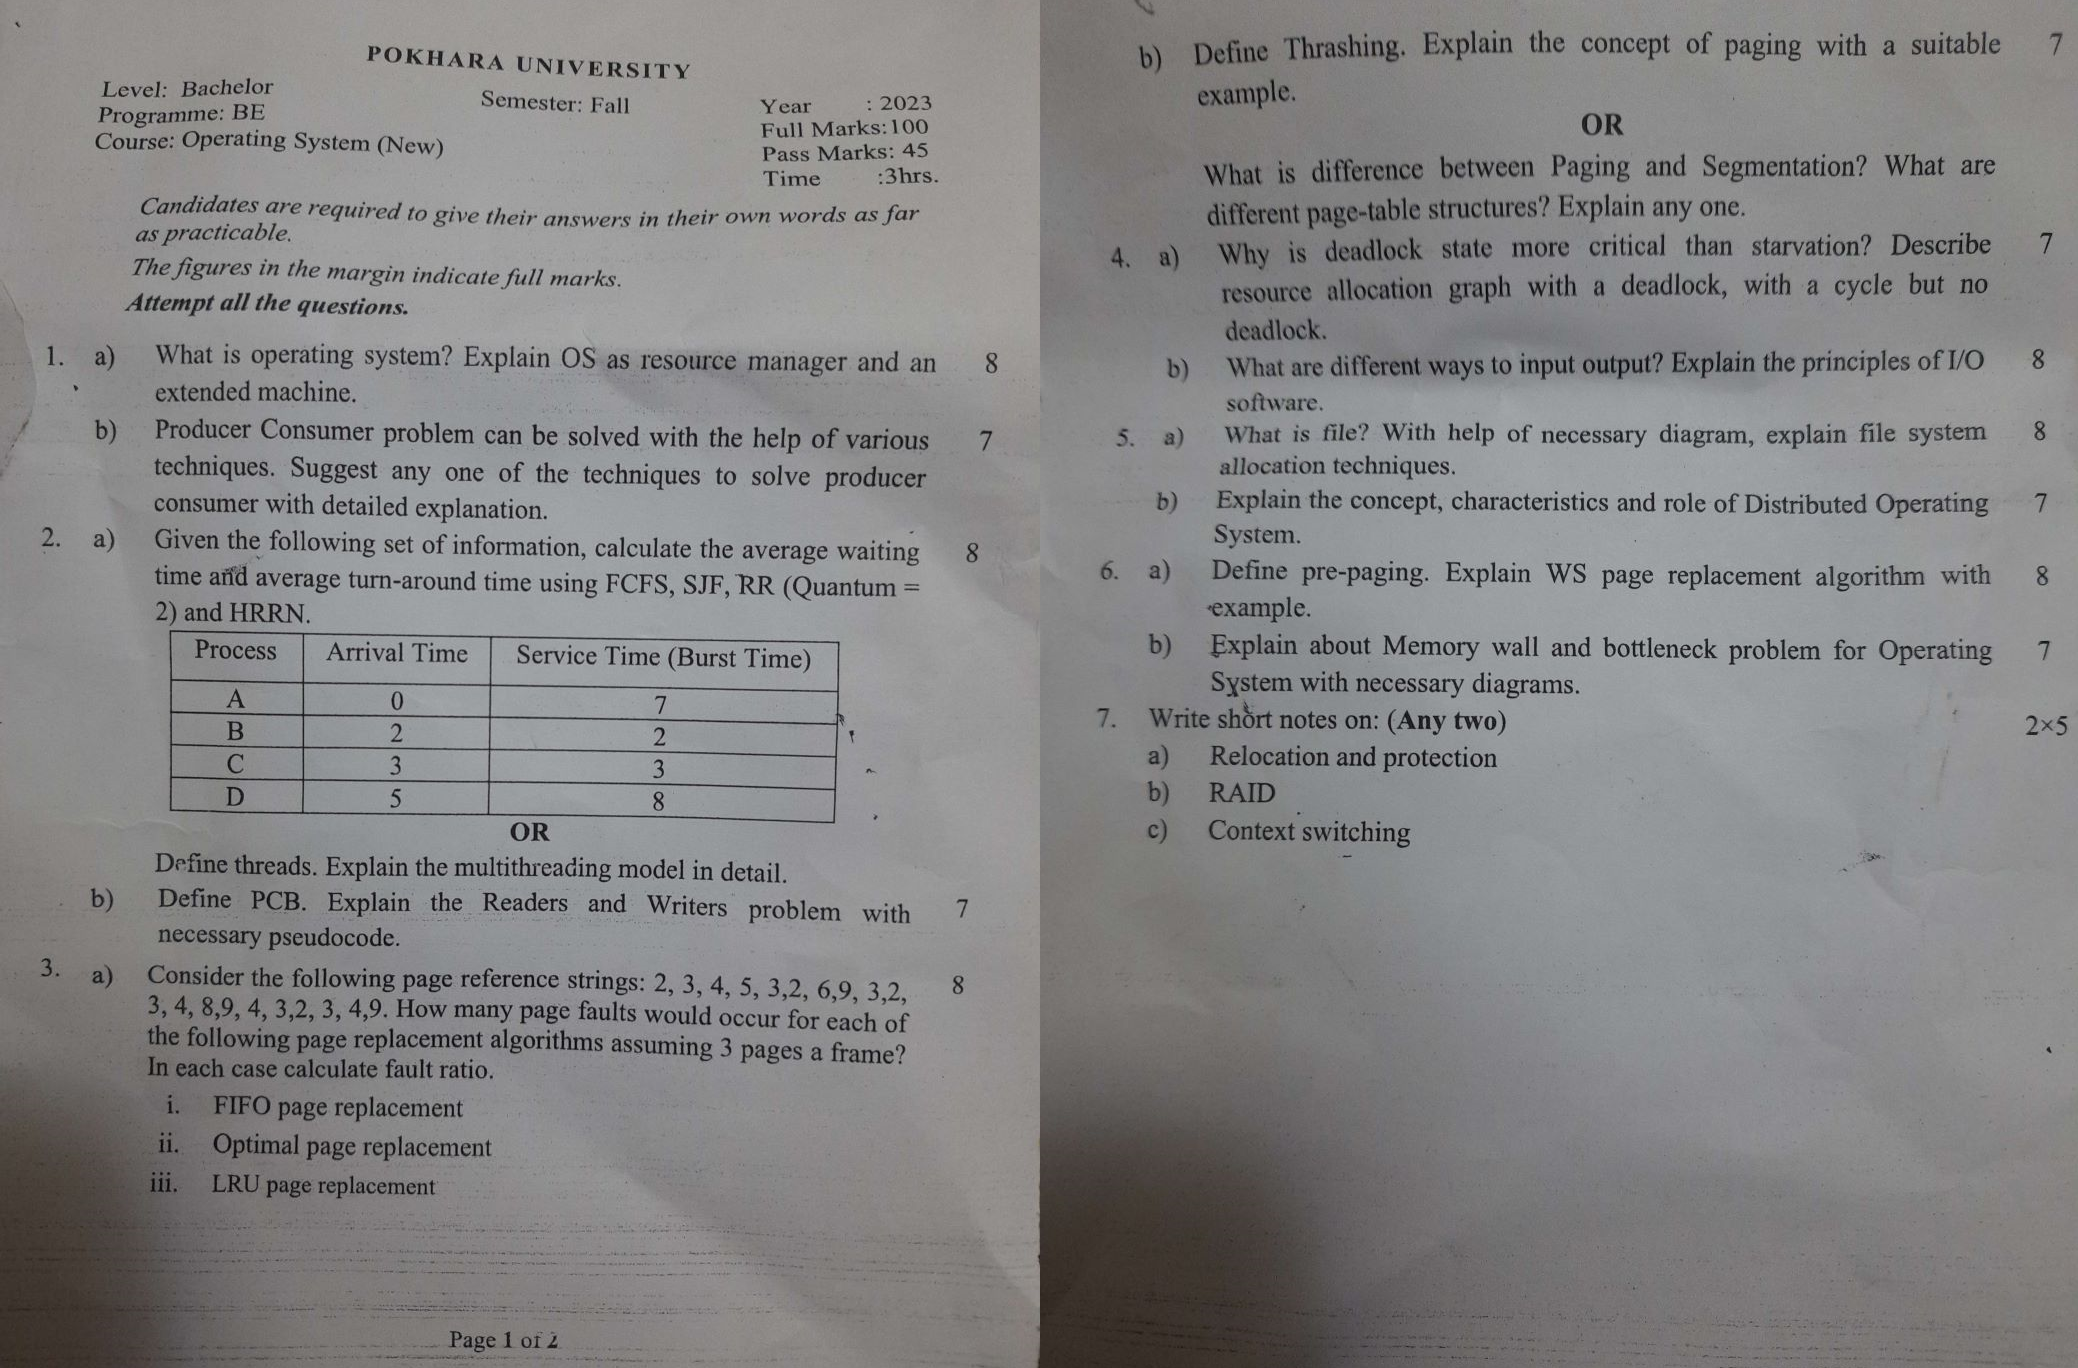 POKHARA UNIVERSITY
Level: Bachelor
Semester: Fall
Year : 2023
Programme: BE
Full Marks:100
Course: Operating System (New)
Pass Marks: 45
Time :3hrs.
Candidates are required to give their answers in their own words as far
as practicable.
The figures in the margin indicate full marks.
Attempt all the questions.
1. a) What is operating system? Explain OS as resource manager and an 8
extended machine.
b) Producer Consumer problem can be solved with the help of various 7
techniques. Suggest any one of the techniques to solve producer
consumer with detailed explanation.
2. a) Given the following set of information, calculate the average waiting 8
time and average turn-around time using FCFS, SJF, RR (Quantum =
2) and HRRN.
Process Arrival Time Service Time (Burst Time)
A 0 7
B 2 2
C 3 3
D 5 8
OR
Define threads. Explain the multithreading model in detail.
b) Define PCB. Explain the Readers and Writers problem with 7
necessary pseudocode.
3. a) Consider the following page reference strings: 2, 3, 4, 5, 3,2, 6,9, 3,2, 8
3, 4, 8,9, 4, 3,2, 3, 4,9. How many page faults would occur for each of
the following page replacement algorithms assuming 3 pages a frame?
In each case calculate fault ratio.
i. FIFO page replacement
ii. Optimal page replacement
iii. LRU page replacement
Page 1 of 2
b) Define Thrashing. Explain the concept of paging with a suitable 7
example.
OR
What is difference between Paging and Segmentation? What are
different page-table structures? Explain any one.
4. a) Why is deadlock state more critical than starvation? Describe 7
resource allocation graph with a deadlock, with a cycle but no
deadlock.
b) What are different ways to input output? Explain the principles of I/O 8
software.
5. a) What is file? With help of necessary diagram, explain file system 8
allocation techniques.
b) Explain the concept, characteristics and role of Distributed Operating 7
System.
6. a) Define pre-paging. Explain WS page replacement algorithm with 8
example.
b) Explain about Memory wall and bottleneck problem for Operating 7
System with necessary diagrams.
7. Write short notes on: (Any two) 2×5
a) Relocation and protection
b) RAID
c) Context switching